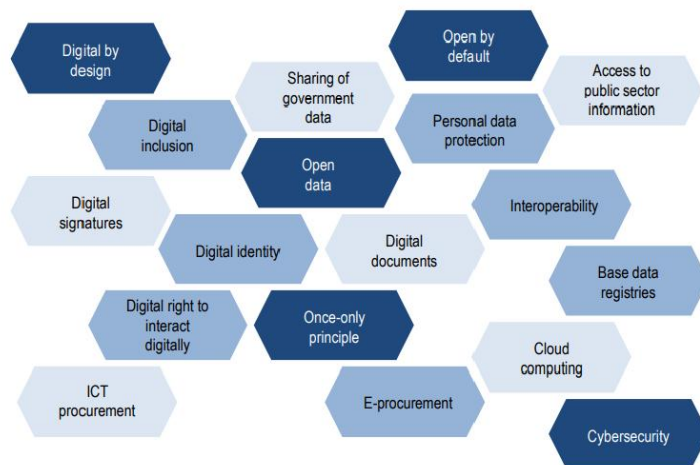 Digital by
design
Open by
default
Sharing of
government
data
Access to
public sector
information
Digital
inclusion
Personal data
protection
Open
data
Digital
signatures
Interoperability
Digital identity
Digital
documents
Base data
registries
Digital right to
interact
digitally
Once-only
principle
Cloud
computing
ICT
procurement
E-procurement
Cybersecurity